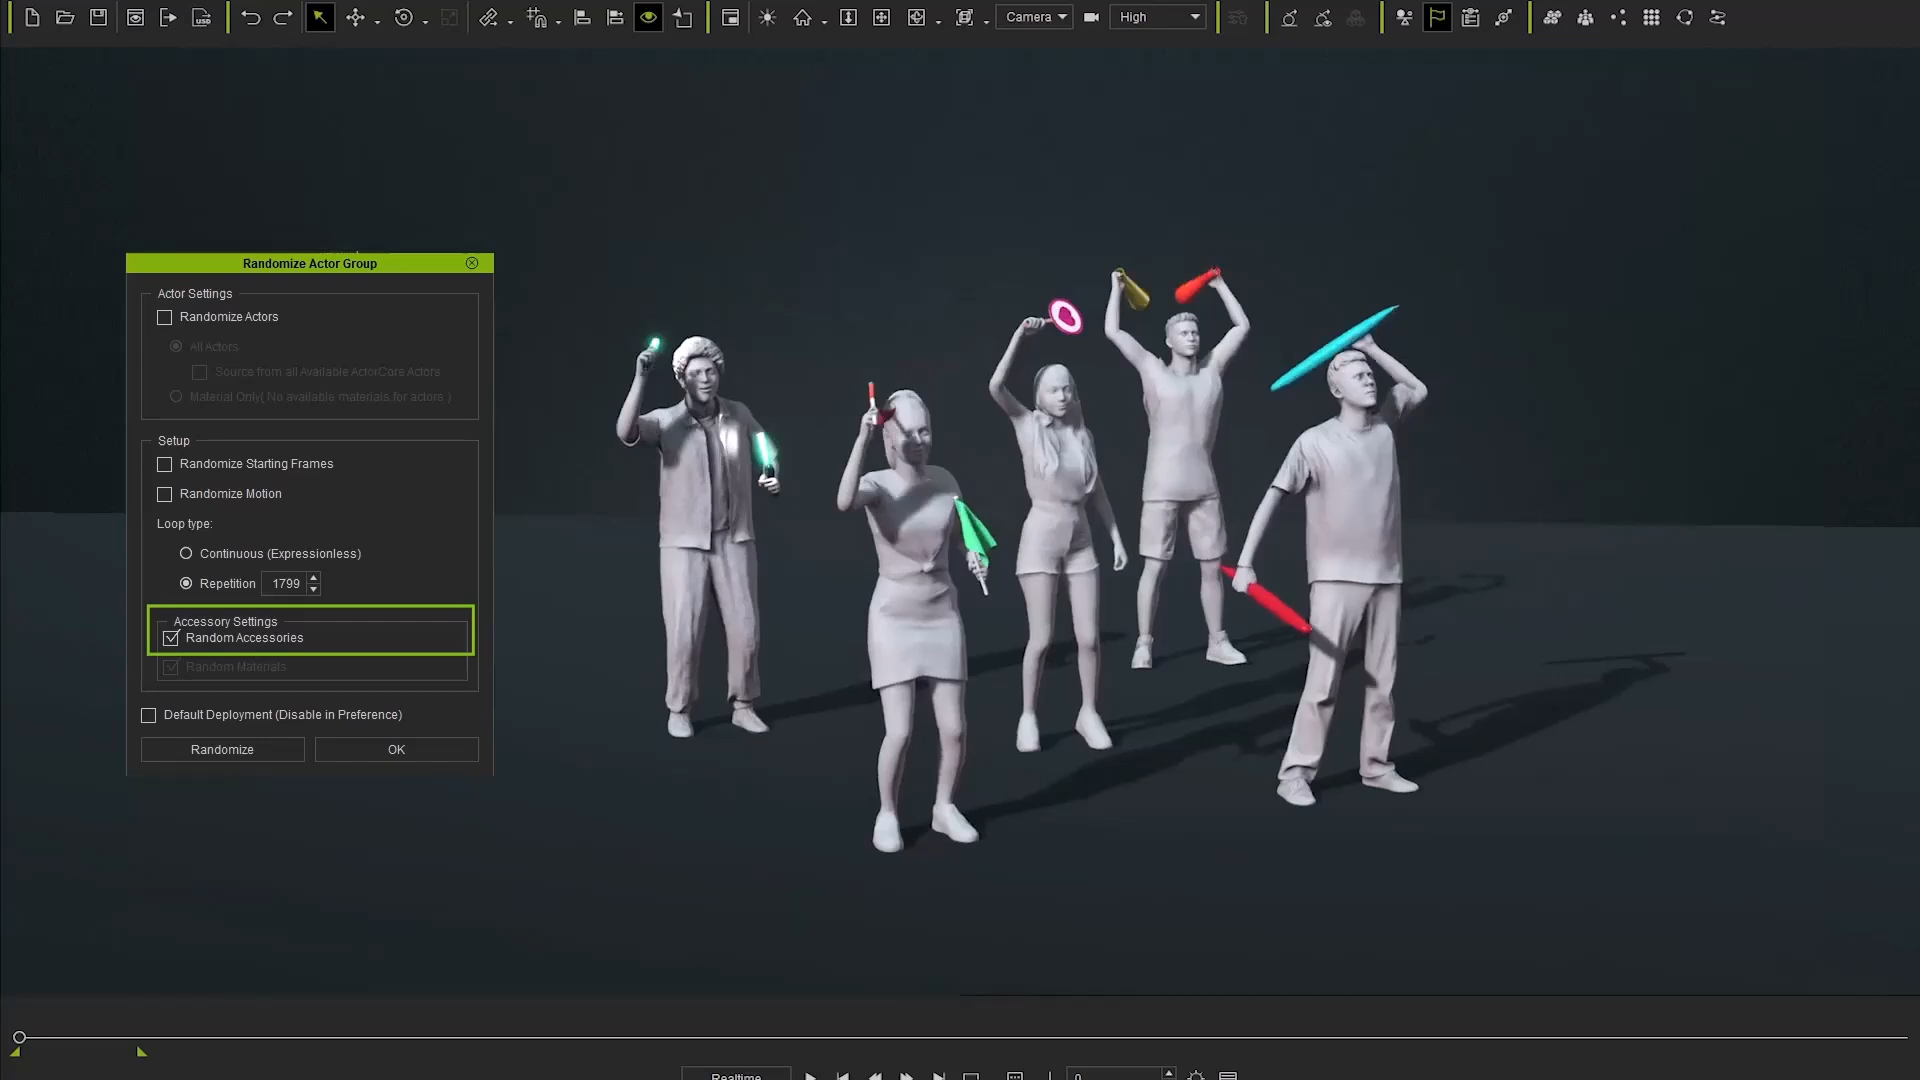 USD
Camera
High
Randomize Actor Group
Actor Settings
Randomize Actors
All Actors
Source from all Available ActorCore Actors
Material Only( No available materials for actore )
Setup
Randomize Starting Frames
Randomize Motion
Loop type:
Continuous (Expressionless)
Repetition 1799
Accessory Settings
Random Accessories
Random Materials
Default Deployment (Disable in Preference)
Randomize OK
Realtime 0